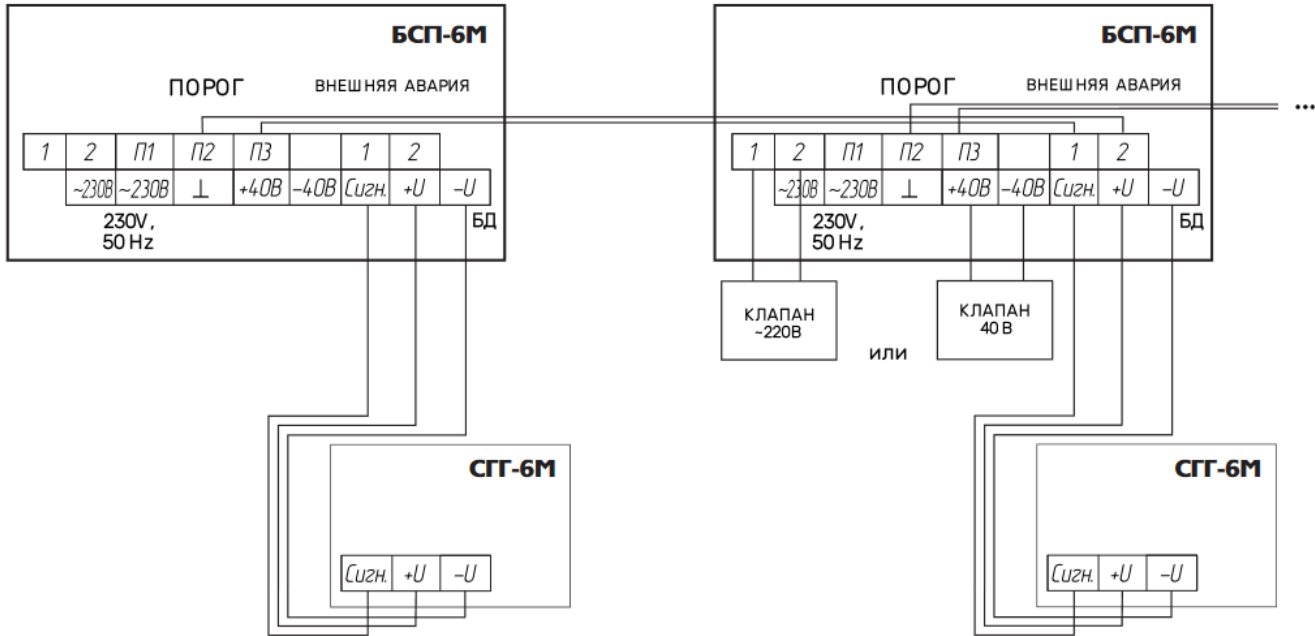 БСП-6М
ПОРОГ ВНЕШНЯЯ АВАРИЯ
1 2 П1 П2 П3 1 2
~230В ~230В ⊥ +40В −40В Сигн. +U −U
230V, 50 Hz
БД
БСП-6М
ПОРОГ ВНЕШНЯЯ АВАРИЯ
...
1 2 П1 П2 П3 1 2
~230В ~230В ⊥ +40В −40В Сигн. +U −U
230V,
50 Hz
БД
КЛАПАН
~220В
или
КЛАПАН
40 В
СГГ-6М
Сигн. +U −U
СГГ-6М
Сигн. +U −U